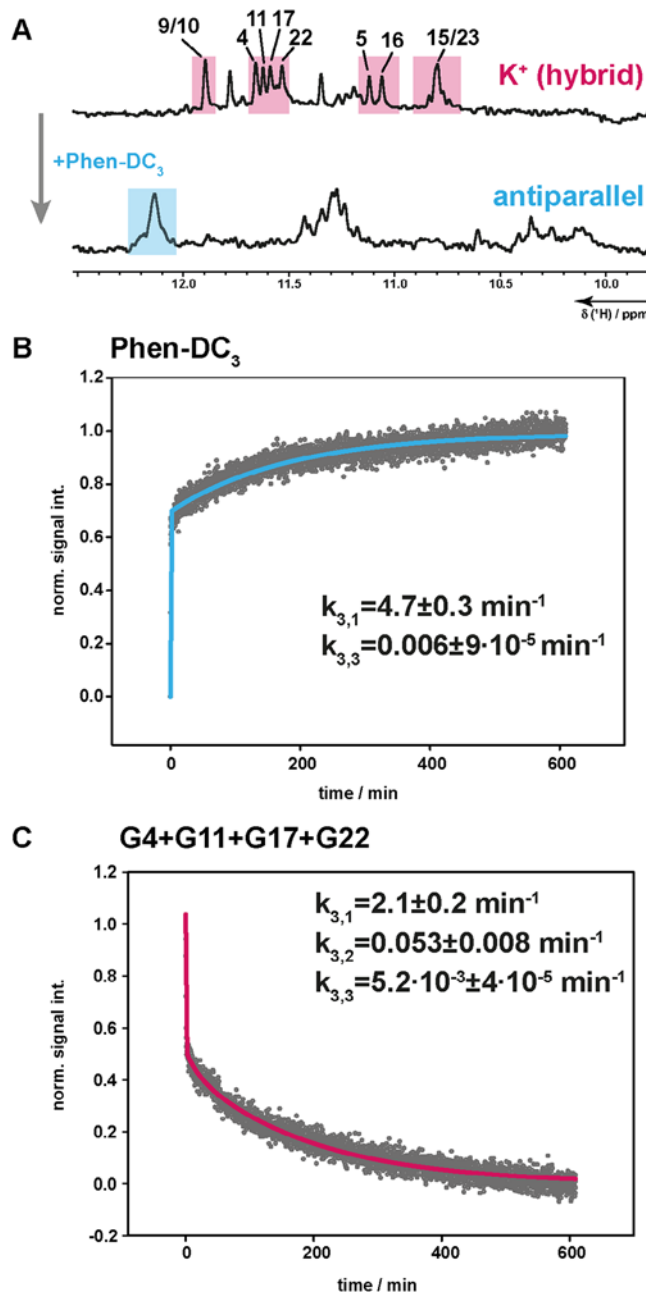 A
9/10
4
11
17
22
5
16
15/23
K⁺ (hybrid)
+Phen-DC₃
antiparallel
12.0 11.5 11.0 10.5 10.0
δ (¹H) / ppm
B Phen-DC₃
1.2
1.0
0.8
0.6
0.4
0.2
0.0
norm. signal int.
k₃,₁=4.7±0.3 min⁻¹
k₃,₃=0.006±9·10⁻⁵ min⁻¹
0 200 400 600
time / min
C G4+G11+G17+G22
1.2
1.0
0.8
0.6
0.4
0.2
0.0
-0.2
norm. signal int.
k₃,₁=2.1±0.2 min⁻¹
k₃,₂=0.053±0.008 min⁻¹
k₃,₃=5.2·10⁻³±4·10⁻⁵ min⁻¹
0 200 400 600
time / min